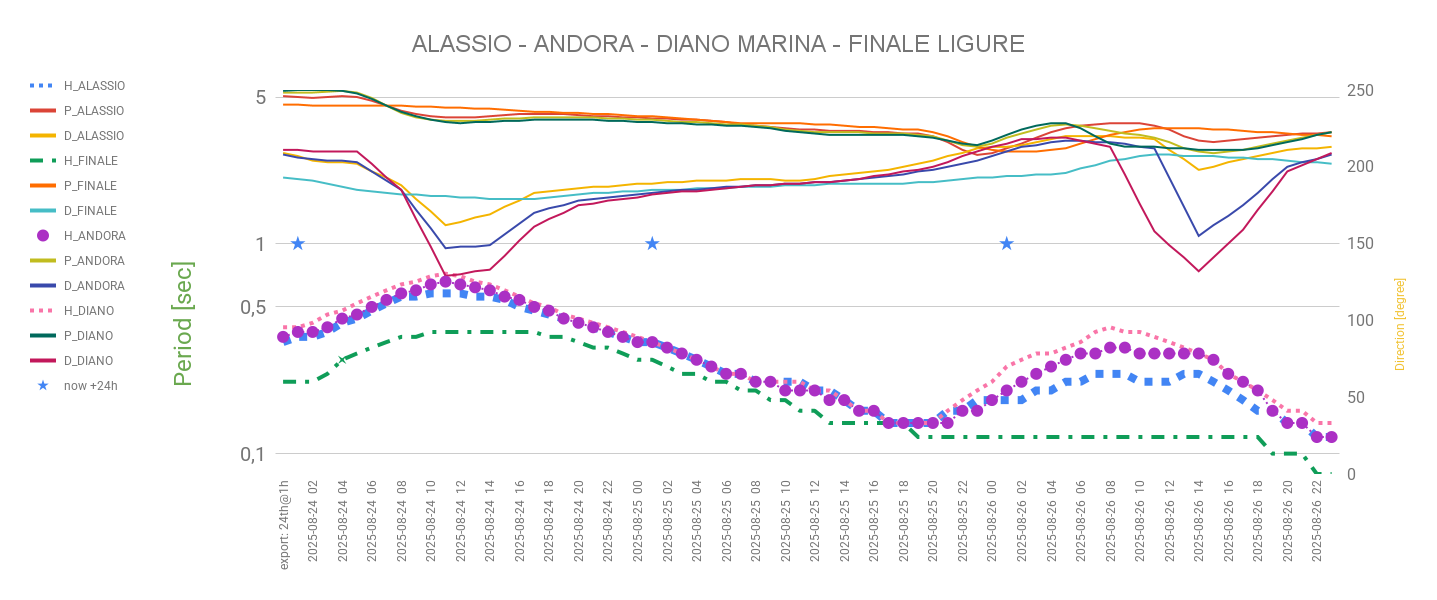 ALASSIO - ANDORA - DIANO MARINA - FINALE LIGURE
H_ALASSIO
P_ALASSIO
D_ALASSIO
H_FINALE
P_FINALE
D_FINALE
H_ANDORA
P_ANDORA
D_ANDORA
H_DIANO
P_DIANO
D_DIANO
now +24h
Period [sec]
5
1
0,5
0,1
250
200
150
100
50
0
Direction [degree]
export: 24th@1h
2025-08-24 02
2025-08-24 04
2025-08-24 06
2025-08-24 08
2025-08-24 10
2025-08-24 12
2025-08-24 14
2025-08-24 16
2025-08-24 18
2025-08-24 20
2025-08-24 22
2025-08-25 00
2025-08-25 02
2025-08-25 04
2025-08-25 06
2025-08-25 08
2025-08-25 10
2025-08-25 12
2025-08-25 14
2025-08-25 16
2025-08-25 18
2025-08-25 20
2025-08-25 22
2025-08-26 00
2025-08-26 02
2025-08-26 04
2025-08-26 06
2025-08-26 08
2025-08-26 10
2025-08-26 12
2025-08-26 14
2025-08-26 16
2025-08-26 18
2025-08-26 20
2025-08-26 22